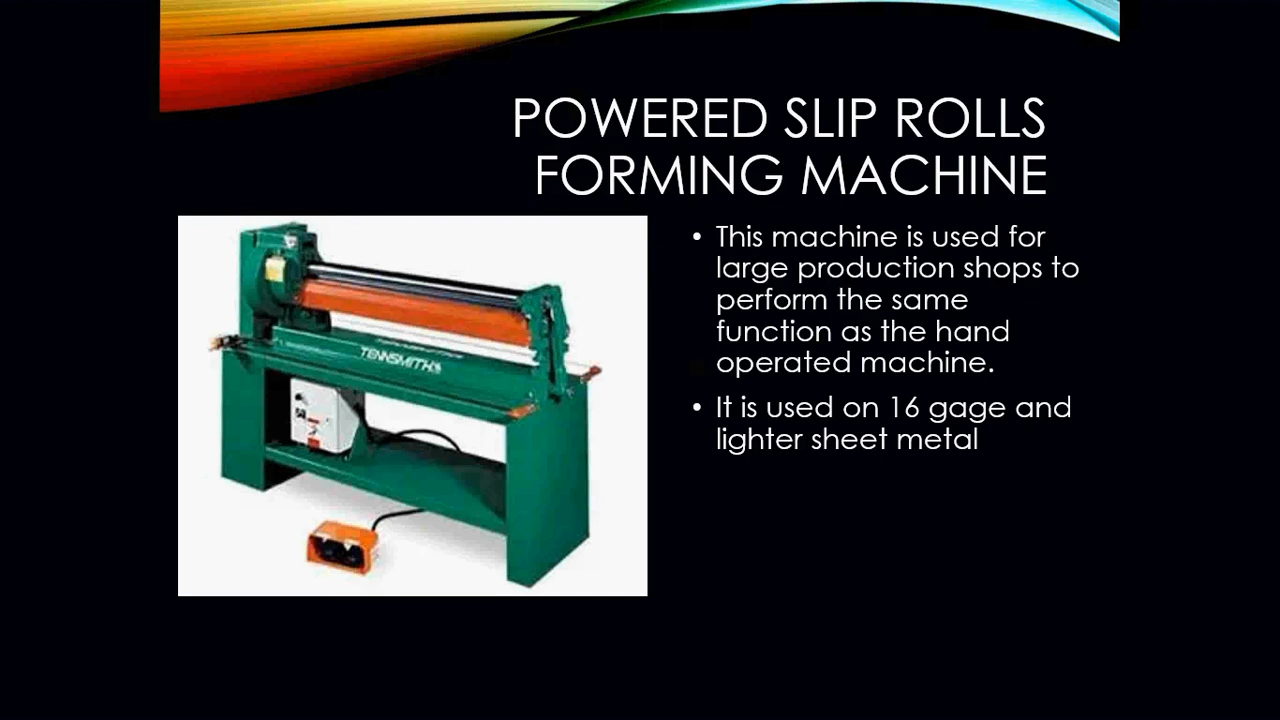 POWERED SLIP ROLLS
FORMING MACHINE
• This machine is used for
large production shops to
perform the same
function as the hand
operated machine.
• It is used on 16 gage and
lighter sheet metal
TENNSMITH